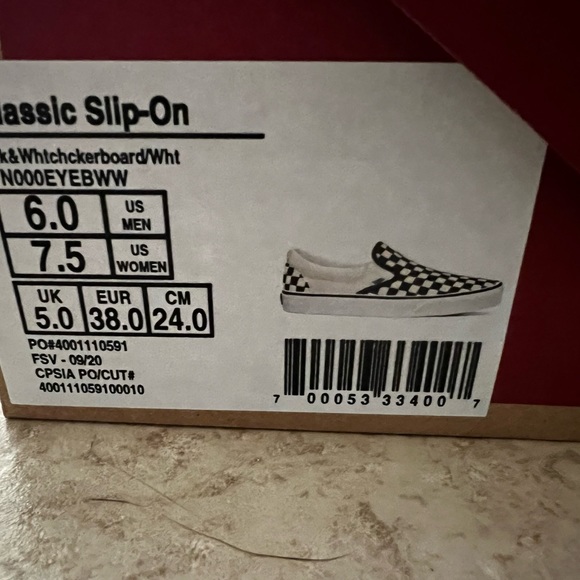 lassic Slip-On
k&Whtchckerboard/Wht
N000EYEBWW
6.0 US MEN
7.5 US WOMEN
UK EUR CM
5.0 38.0 24.0
PO#4001110591
FSV - 09/20
CPSIA PO/CUT#
400111059100010
7 00053 33400 7